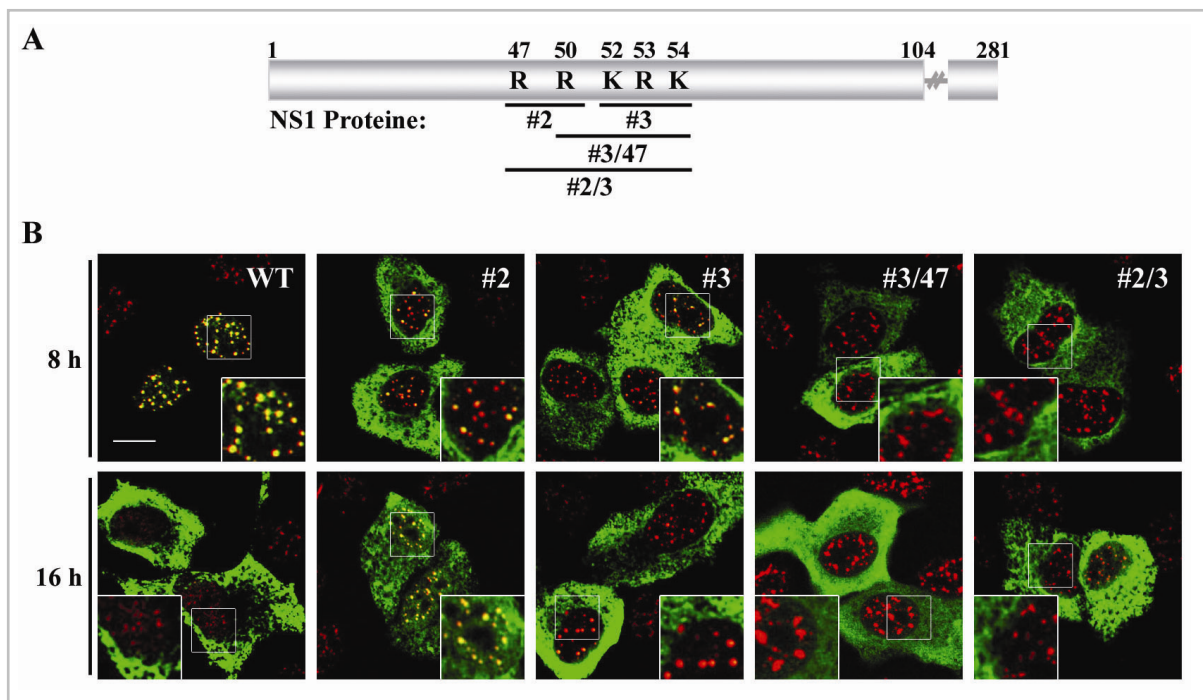 A
1 47 50 52 53 54 104 281
R R K R K
NS1 Proteine: #2 #3
#3/47
#2/3
B
WT #2 #3 #3/47 #2/3
8 h
16 h